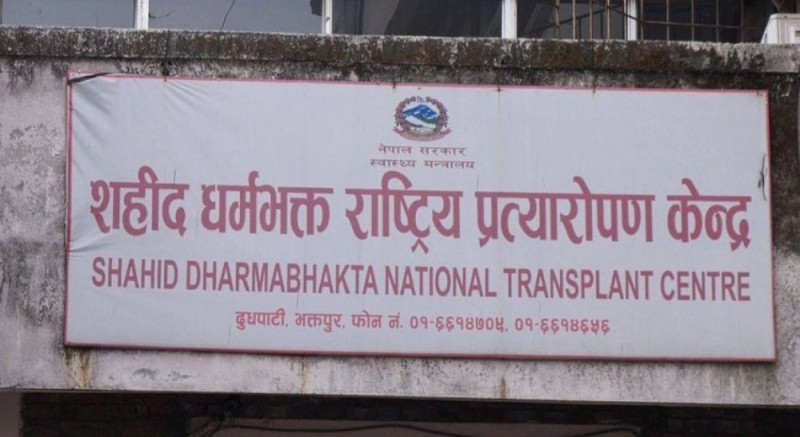 नेपाल सरकार
स्वास्थ्य मन्त्रालय
शहीद धर्मभक्त राष्ट्रिय प्रत्यारोपण केन्द्र
SHAHID DHARMABHAKTA NATIONAL TRANSPLANT CENTRE
दुधपाटी, भक्तपुर, फोन नं. ०१-६६१४७०५, ०१-६६१४६५६